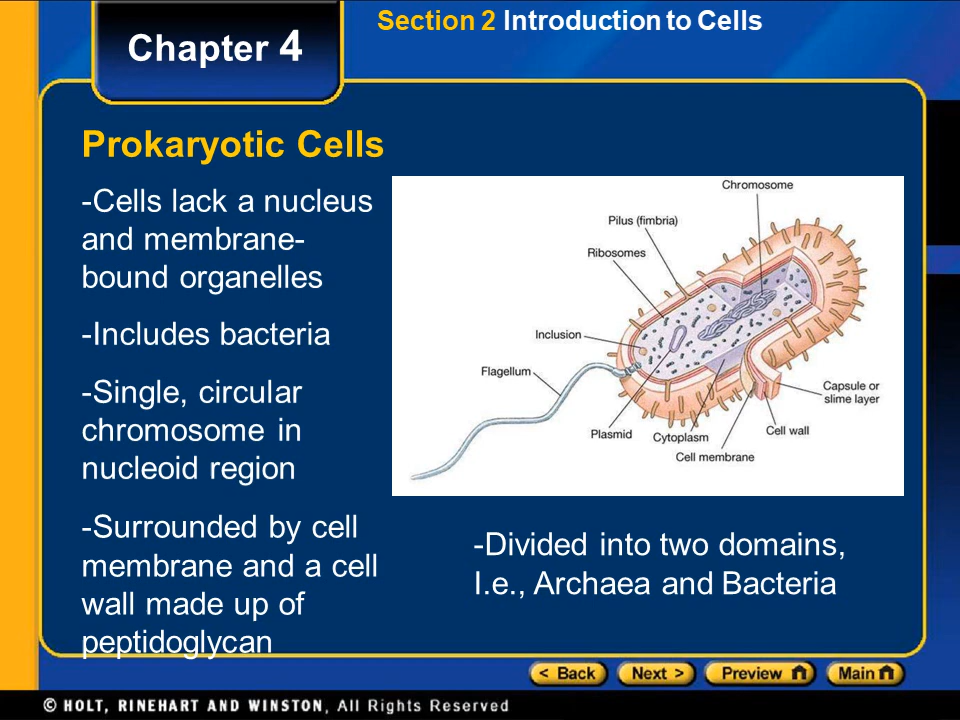 Section 2 Introduction to Cells
Chapter 4
Prokaryotic Cells
-Cells lack a nucleus
and membrane-
bound organelles
-Includes bacteria
-Single, circular
chromosome in
nucleoid region
-Surrounded by cell
membrane and a cell
wall made up of
peptidoglycan
Chromosome
Pilus (fimbria)
Ribosomes
Inclusion
Flagellum
Plasmid
Cytoplasm
Cell membrane
Cell wall
Capsule or
slime layer
-Divided into two domains,
I.e., Archaea and Bacteria
< Back
Next >
Preview
Main
© HOLT, RINEHART AND WINSTON, All Rights Reserved